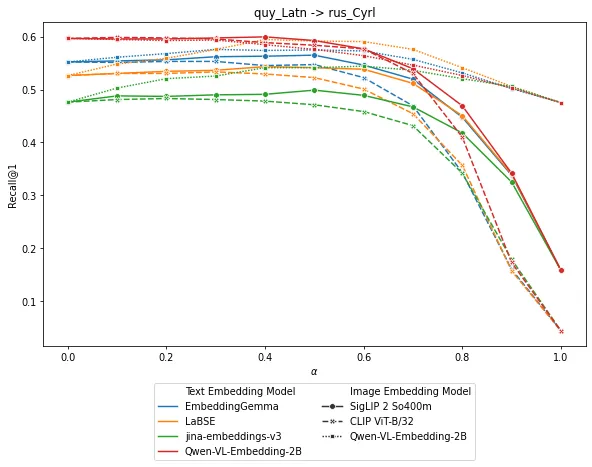 quy_Latn -> rus_Cyrl
Recall@1
0.6
0.5
0.4
0.3
0.2
0.1
0.0 0.2 0.4 0.6 0.8 1.0
α
Text Embedding Model
EmbeddingGemma
LaBSE
jina-embeddings-v3
Qwen-VL-Embedding-2B
Image Embedding Model
SigLIP 2 So400m
CLIP ViT-B/32
Qwen-VL-Embedding-2B